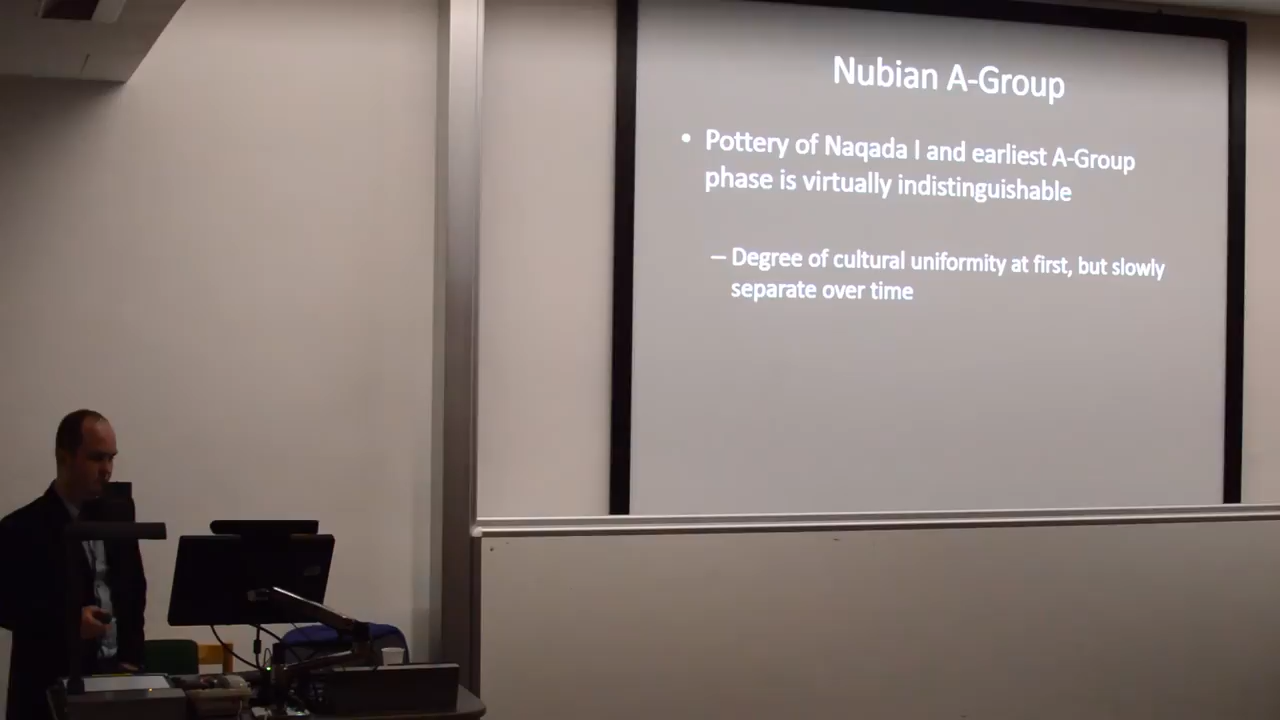 Nubian A-Group
• Pottery of Naqada I and earliest A-Group
phase is virtually indistinguishable
– Degree of cultural uniformity at first, but slowly
separate over time